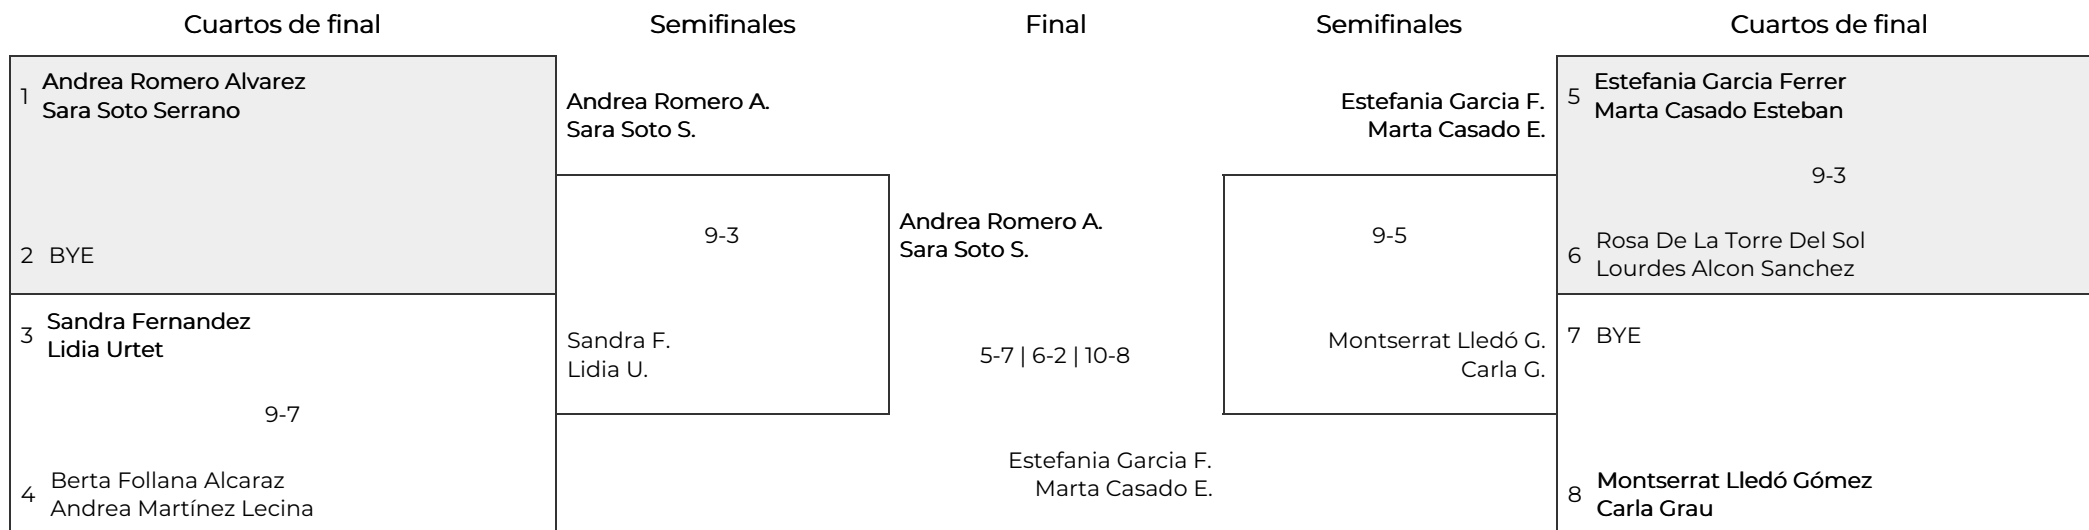 Cuartos de final
Semifinales
Final
Semifinales
Cuartos de final
1
Andrea Romero Alvarez
Sara Soto Serrano
2 BYE
3
Sandra Fernandez
Lidia Urtet
9-7
4
Berta Follana Alcaraz
Andrea Martínez Lecina
Andrea Romero A.
Sara Soto S.
9-3
Sandra F.
Lidia U.
Andrea Romero A.
Sara Soto S.
5-7 | 6-2 | 10-8
Estefania Garcia F.
Marta Casado E.
Estefania Garcia F.
Marta Casado E.
9-5
Montserrat Lledó G.
Carla G.
5
Estefania Garcia Ferrer
Marta Casado Esteban
9-3
6
Rosa De La Torre Del Sol
Lourdes Alcon Sanchez
7 BYE
8
Montserrat Lledó Gómez
Carla Grau